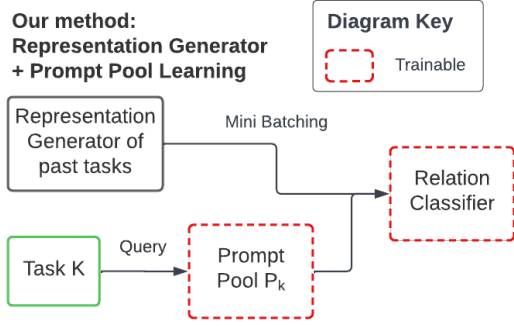 Our method:
Representation Generator
+ Prompt Pool Learning
Diagram Key
Trainable
Representation
Generator of
past tasks
Mini Batching
Relation
Classifier
Task K
Query
Prompt
Pool Pₖ